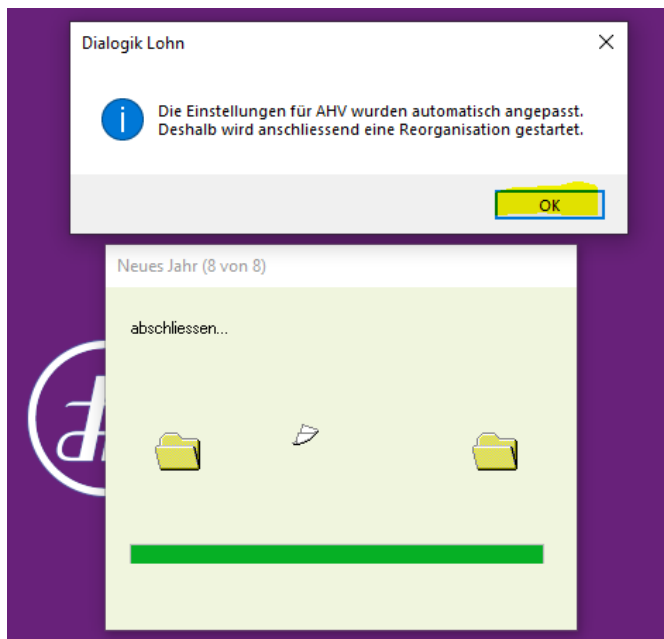 Dialogik Lohn
Die Einstellungen für AHV wurden automatisch angepasst.
Deshalb wird anschliessend eine Reorganisation gestartet.
OK
Neues Jahr (8 von 8)
abschliessen...